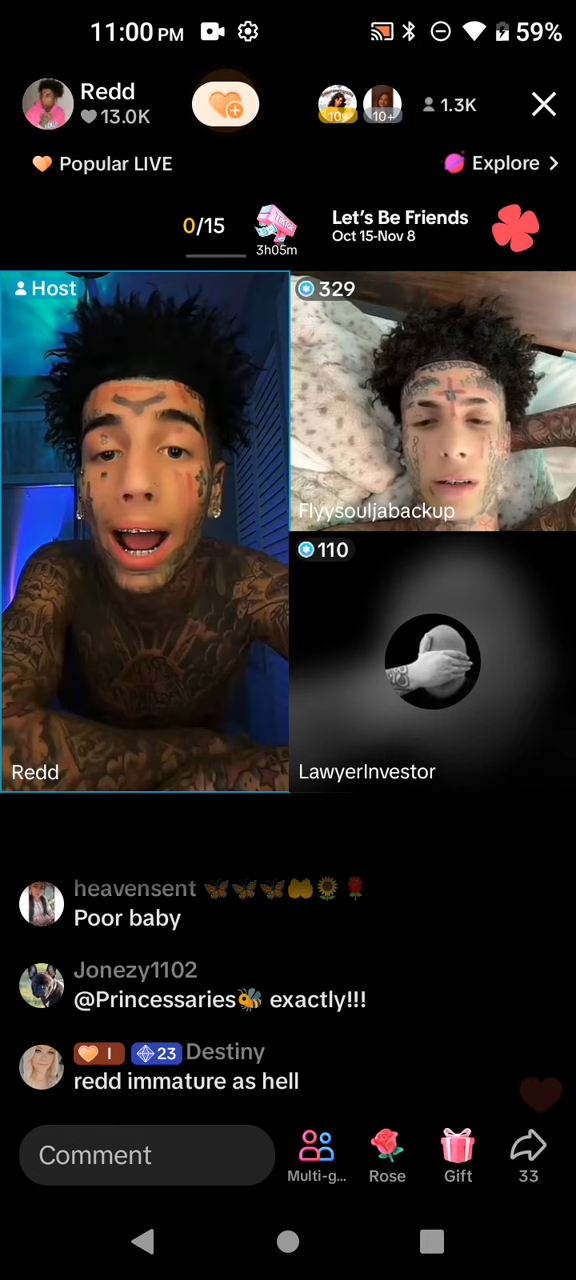 11:00 PM
59%
Redd
13.0K
10+
10+
1.3K
Popular LIVE
Explore
0/15
TikTok
3h05m
Let's Be Friends
Oct 15-Nov 8
Host
329
Flyysouljabackup
110
Redd
LawyerInvestor
heavensent 🦋🦋🦋🤲🌻🌹
Poor baby
Jonezy1102
@Princessaries🐝 exactly!!!
I 23 Destiny
redd immature as hell
Comment
Multi-g...
Rose
Gift
33